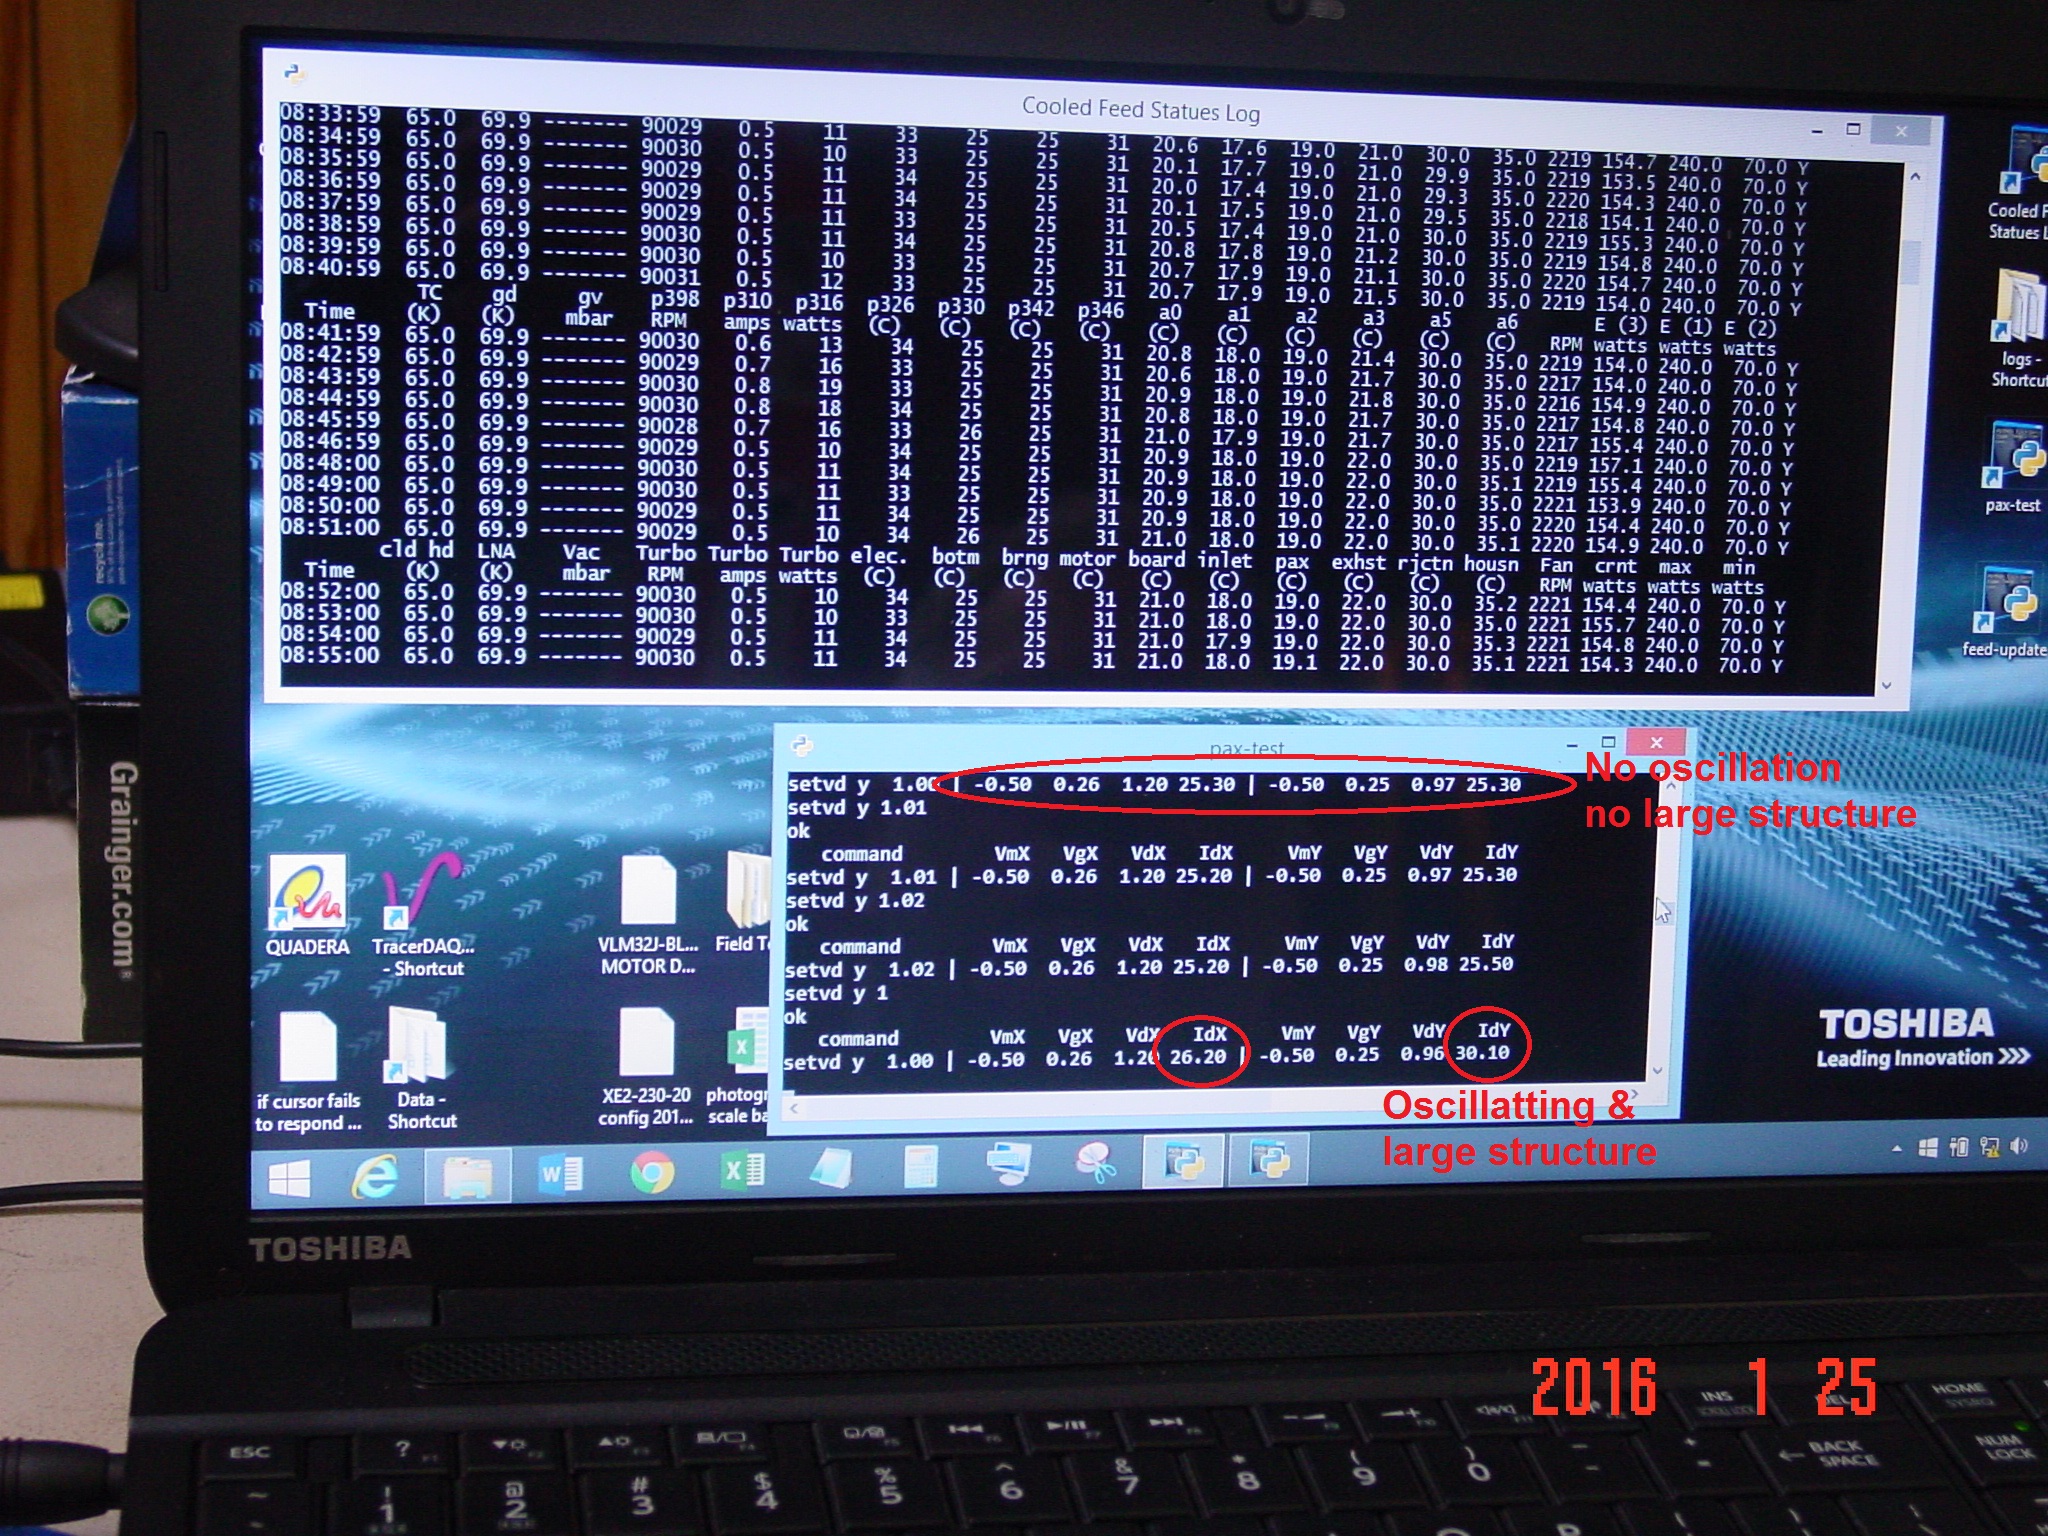 Cooled Feed Statues Log
08:33:59 65.0 69.9 ------- 90029 0.5 11 33 25 25 31 20.6 17.6 19.0 21.0 30.0 35.0 2219 154.7 240.0 70.0 Y
08:34:59 65.0 69.9 ------- 90030 0.5 10 33 25 25 31 20.1 17.7 19.0 21.0 29.9 35.0 2219 153.5 240.0 70.0 Y
08:35:59 65.0 69.9 ------- 90029 0.5 11 34 25 25 31 20.0 17.4 19.0 21.0 29.3 35.0 2220 154.3 240.0 70.0 Y
08:36:59 65.0 69.9 ------- 90029 0.5 11 34 25 25 31 20.1 17.5 19.0 21.0 29.5 35.0 2218 154.1 240.0 70.0 Y
08:37:59 65.0 69.9 ------- 90030 0.5 11 33 25 25 31 20.5 17.4 19.0 21.0 30.0 35.0 2219 155.3 240.0 70.0 Y
08:38:59 65.0 69.9 ------- 90030 0.5 11 34 25 25 31 20.8 17.8 19.0 21.2 30.0 35.0 2219 154.8 240.0 70.0 Y
08:39:59 65.0 69.9 ------- 90030 0.5 10 33 25 25 31 20.7 17.9 19.0 21.1 30.0 35.0 2220 154.7 240.0 70.0 Y
08:40:59 65.0 69.9 ------- 90031 0.5 12 33 25 25 31 20.7 17.9 19.0 21.5 30.0 35.0 2219 154.0 240.0 70.0 Y
TC gd gv p398 p310 p316 p326 p330 p342 p346 a0 a1 a2 a3 a5 a6 E (3) E (1) E (2)
Time (K) (K) mbar RPM amps watts (C) (C) (C) (C) (C) (C) (C) (C) (C) (C) RPM watts watts watts
08:41:59 65.0 69.9 ------- 90030 0.6 13 34 25 25 31 20.8 18.0 19.0 21.4 30.0 35.0 2219 154.0 240.0 70.0 Y
08:42:59 65.0 69.9 ------- 90029 0.7 16 33 25 25 31 20.6 18.0 19.0 21.7 30.0 35.0 2217 154.0 240.0 70.0 Y
08:43:59 65.0 69.9 ------- 90030 0.8 19 33 25 25 31 20.9 18.0 19.0 21.8 30.0 35.0 2216 154.9 240.0 70.0 Y
08:44:59 65.0 69.9 ------- 90030 0.8 18 34 25 25 31 20.8 18.0 19.0 21.7 30.0 35.0 2217 154.8 240.0 70.0 Y
08:45:59 65.0 69.9 ------- 90028 0.7 16 33 26 25 31 21.0 17.9 19.0 21.7 30.0 35.0 2217 155.4 240.0 70.0 Y
08:46:59 65.0 69.9 ------- 90029 0.5 10 34 25 25 31 20.9 18.0 19.0 22.0 30.0 35.0 2219 157.1 240.0 70.0 Y
08:48:00 65.0 69.9 ------- 90030 0.5 11 33 25 25 31 20.9 18.0 19.0 22.0 30.0 35.1 2219 155.4 240.0 70.0 Y
08:49:00 65.0 69.9 ------- 90029 0.5 11 34 25 25 31 20.9 18.0 19.0 22.0 30.0 35.0 2221 153.9 240.0 70.0 Y
08:50:00 65.0 69.9 ------- 90030 0.5 11 34 25 25 31 20.9 18.0 19.0 22.0 30.0 35.0 2220 154.4 240.0 70.0 Y
08:51:00 65.0 69.9 ------- 90029 0.5 10 34 26 25 31 21.0 18.0 19.0 22.0 30.0 35.1 2220 154.9 240.0 70.0 Y
cld hd LNA Vac Turbo Turbo Turbo elec. botm brng motor board inlet pax exhst rjctn housn Fan crnt max min
Time (K) (K) mbar RPM amps watts (C) (C) (C) (C) (C) (C) (C) (C) (C) (C) RPM watts watts watts
08:52:00 65.0 69.9 ------- 90030 0.5 10 34 25 25 31 21.0 18.0 19.0 22.0 30.0 35.2 2221 154.4 240.0 70.0 Y
08:53:00 65.0 69.9 ------- 90030 0.5 10 33 25 25 31 21.0 18.0 19.0 22.0 30.0 35.0 2221 155.7 240.0 70.0 Y
08:54:00 65.0 69.9 ------- 90029 0.5 11 34 25 25 31 21.0 17.9 19.0 22.0 30.0 35.3 2221 154.8 240.0 70.0 Y
08:55:00 65.0 69.9 ------- 90030 0.5 11 34 25 25 31 21.0 18.0 19.1 22.0 30.0 35.1 2221 154.3 240.0 70.0 Y
Cooled F
Statues L
logs -
Shortcut
pax-test
feed-update
recycle me.
Grainger.com®
pax-test
setvd y 1.00 | -0.50 0.26 1.20 25.30 | -0.50 0.25 0.97 25.30
setvd y 1.01
ok
command VmX VgX VdX IdX VmY VgY VdY IdY
setvd y 1.01 | -0.50 0.26 1.20 25.20 | -0.50 0.25 0.97 25.30
setvd y 1.02
ok
command VmX VgX VdX IdX VmY VgY VdY IdY
setvd y 1.02 | -0.50 0.26 1.20 25.20 | -0.50 0.25 0.98 25.50
setvd y 1
ok
command VmX VgX VdX IdX VmY VgY VdY IdY
setvd y 1.00 | -0.50 0.26 1.20 26.20 | -0.50 0.25 0.96 30.10
No oscillation
no large structure
Oscillatting &
large structure
QUADERA
TracerDAQ...
- Shortcut
VLM32J-BL...
MOTOR D...
Field T
if cursor fails
to respond ...
Data -
Shortcut
XE2-230-20
config 201...
photogr
scale ba
TOSHIBA
Leading Innovation >>>
TOSHIBA
2016 1 25
ESC
? F1
F2
F3
F4
F5
F6
F7
INS
DEL
HOME
~
! 1
@ 2
# 3
$ 4
% 5
^ 6
& 7
* 8
( 9
) 0
BACK
SPACE
NUM
LOCK